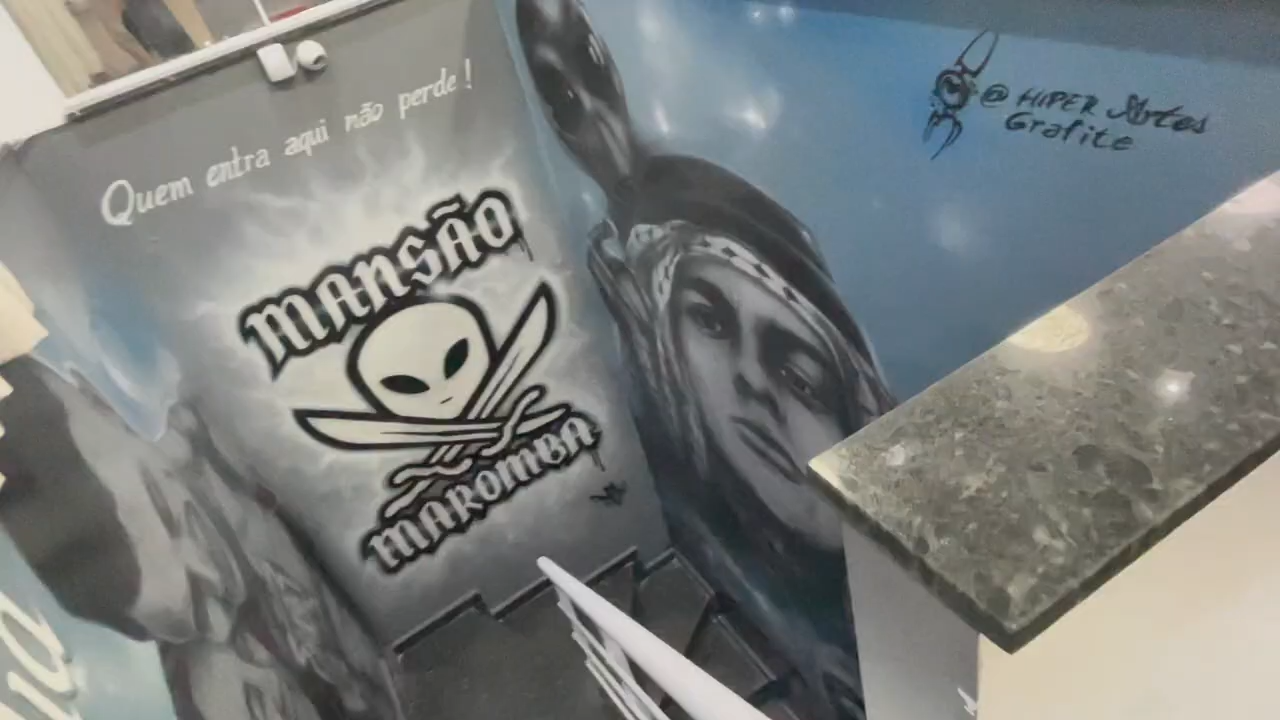 Quem entra aqui não perde!
MANSÃO
MAROMBA
@ HIPER Artes
Grafite